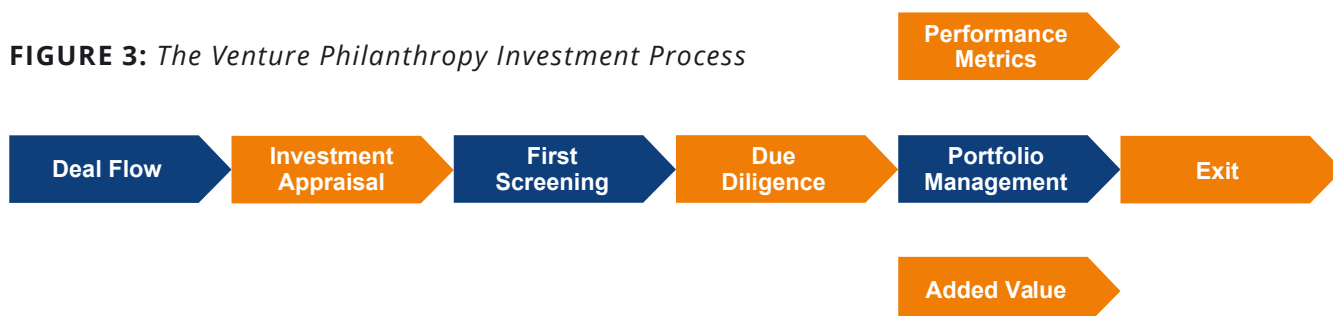 FIGURE 3: The Venture Philanthropy Investment Process
Performance
Metrics
Deal Flow
Investment
Appraisal
First
Screening
Due
Diligence
Portfolio
Management
Exit
Added Value